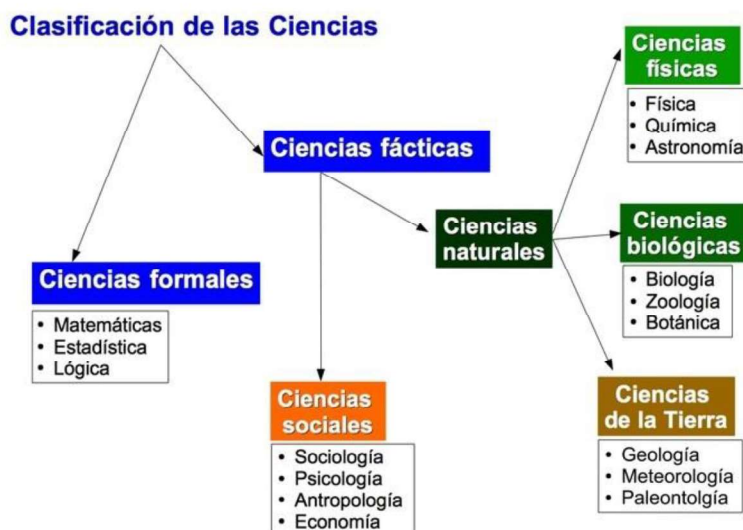 Clasificación de las Ciencias
Ciencias fácticas
Ciencias formales
• Matemáticas
• Estadística
• Lógica
Ciencias
sociales
• Sociología
• Psicología
• Antropología
• Economía
Ciencias
naturales
Ciencias
físicas
• Física
• Química
• Astronomía
Ciencias
biológicas
• Biología
• Zoología
• Botánica
Ciencias
de la Tierra
• Geología
• Meteorología
• Paleontolgía